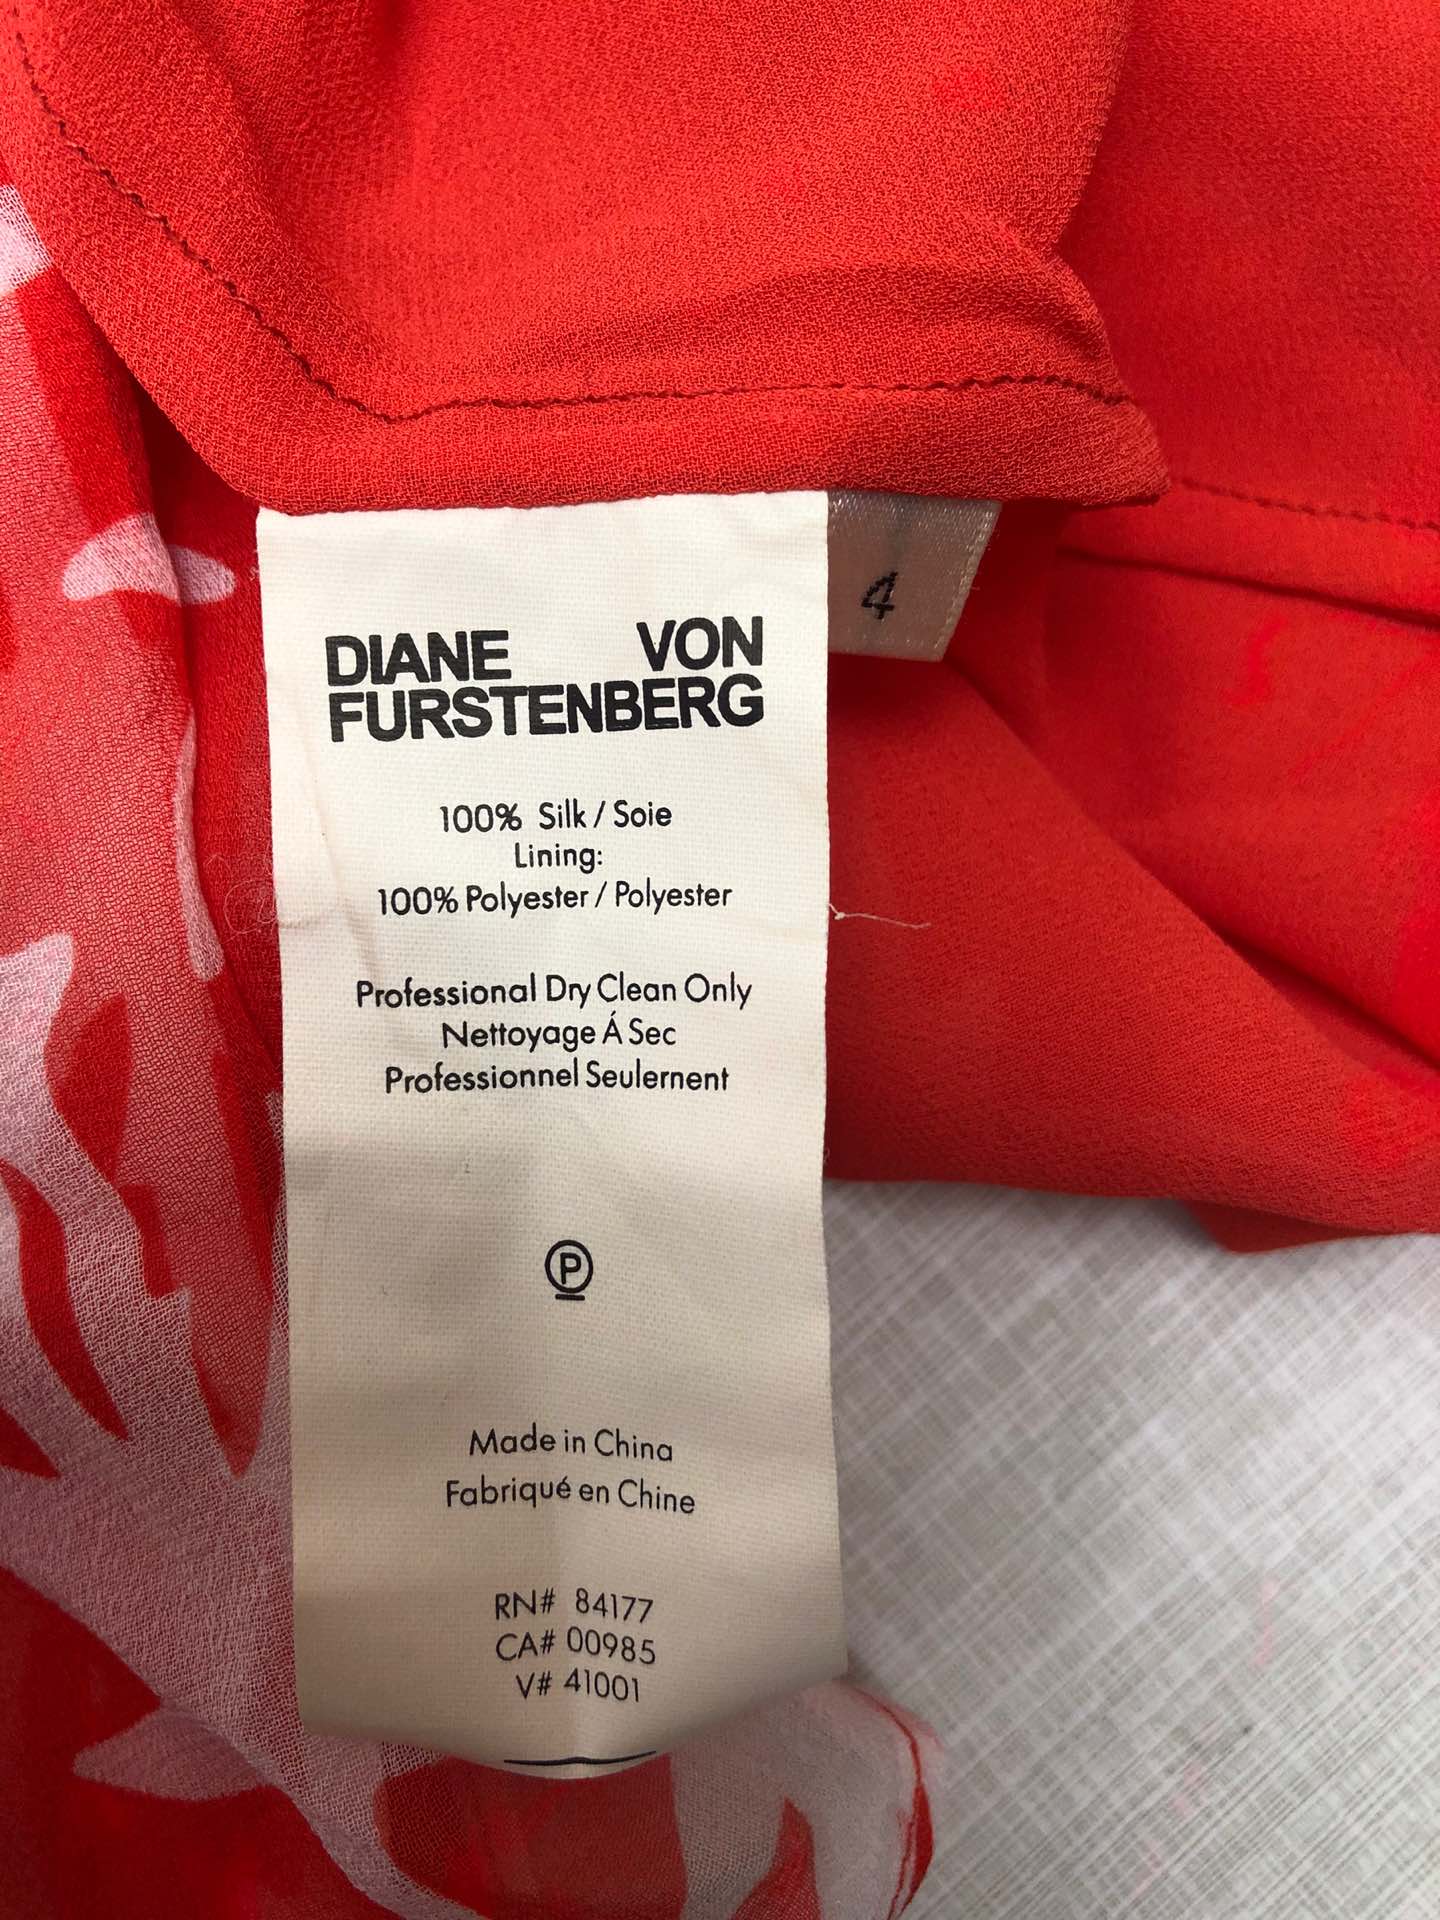 DIANE VON
FURSTENBERG
4
100% Silk / Soie
Lining:
100% Polyester / Polyester
Professional Dry Clean Only
Nettoyage Á Sec
Professionnel Seulernent
P
Made in China
Fabriqué en Chine
RN# 84177
CA# 00985
V# 41001